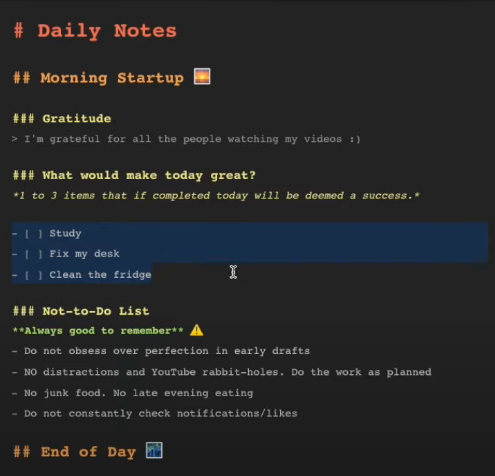 # Daily Notes
## Morning Startup 🌅
### Gratitude
> I'm grateful for all the people watching my videos :)
### What would make today great?
*1 to 3 items that if completed today will be deemed a success.*
- [ ] Study
- [ ] Fix my desk
- [ ] Clean the fridge
### Not-to-Do List
**Always good to remember** ⚠️
- Do not obsess over perfection in early drafts
- NO distractions and YouTube rabbit-holes. Do the work as planned
- No junk food. No late evening eating
- Do not constantly check notifications/likes
## End of Day 🌃